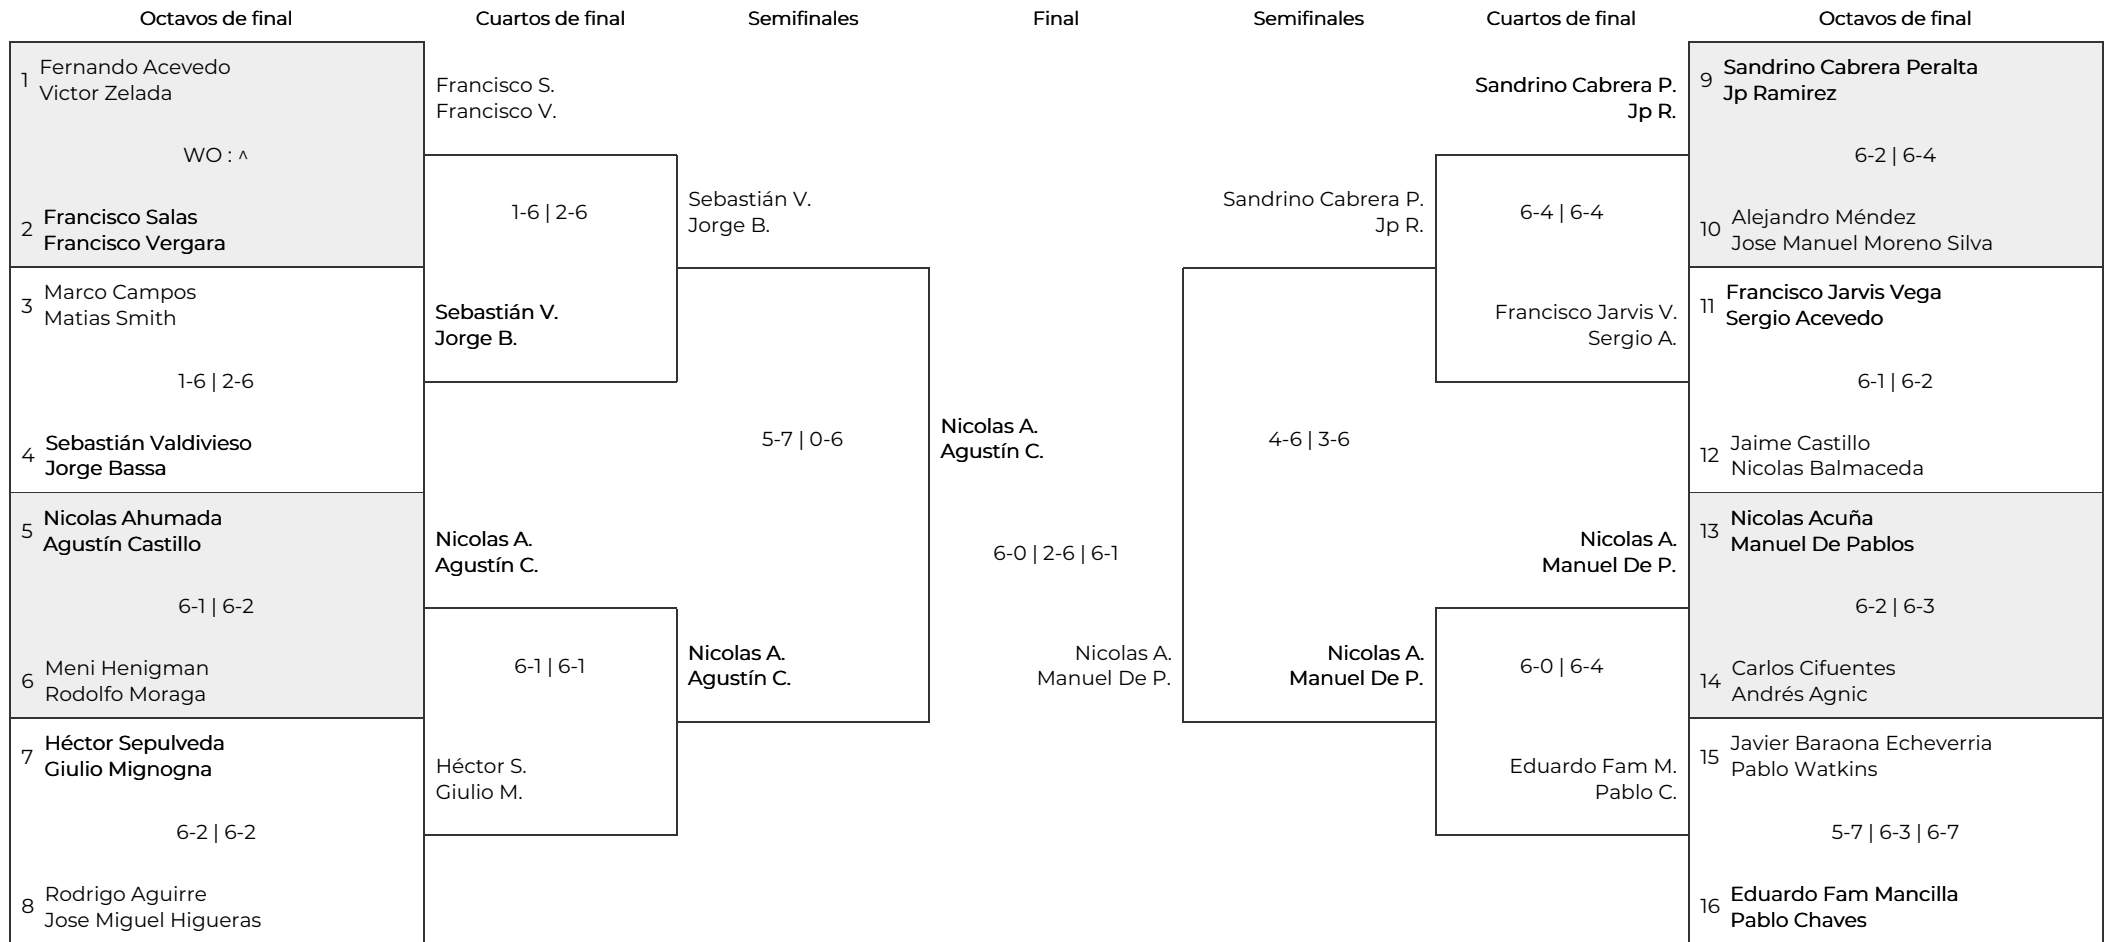 Octavos de final
Cuartos de final
Semifinales
Final
Semifinales
Cuartos de final
Octavos de final
1
Fernando Acevedo
Victor Zelada
WO : ^
2
Francisco Salas
Francisco Vergara
3
Marco Campos
Matias Smith
1-6 | 2-6
4
Sebastián Valdivieso
Jorge Bassa
5
Nicolas Ahumada
Agustín Castillo
6-1 | 6-2
6
Meni Henigman
Rodolfo Moraga
7
Héctor Sepulveda
Giulio Mignogna
6-2 | 6-2
8
Rodrigo Aguirre
Jose Miguel Higueras
Francisco S.
Francisco V.
1-6 | 2-6
Sebastián V.
Jorge B.
Nicolas A.
Agustín C.
6-1 | 6-1
Héctor S.
Giulio M.
Sebastián V.
Jorge B.
5-7 | 0-6
Nicolas A.
Agustín C.
Nicolas A.
Agustín C.
6-0 | 2-6 | 6-1
Nicolas A.
Manuel De P.
Sandrino Cabrera P.
Jp R.
4-6 | 3-6
Nicolas A.
Manuel De P.
Sandrino Cabrera P.
Jp R.
6-4 | 6-4
Francisco Jarvis V.
Sergio A.
Nicolas A.
Manuel De P.
6-0 | 6-4
Eduardo Fam M.
Pablo C.
9
Sandrino Cabrera Peralta
Jp Ramirez
6-2 | 6-4
10
Alejandro Méndez
Jose Manuel Moreno Silva
11
Francisco Jarvis Vega
Sergio Acevedo
6-1 | 6-2
12
Jaime Castillo
Nicolas Balmaceda
13
Nicolas Acuña
Manuel De Pablos
6-2 | 6-3
14
Carlos Cifuentes
Andrés Agnic
15
Javier Baraona Echeverria
Pablo Watkins
5-7 | 6-3 | 6-7
16
Eduardo Fam Mancilla
Pablo Chaves